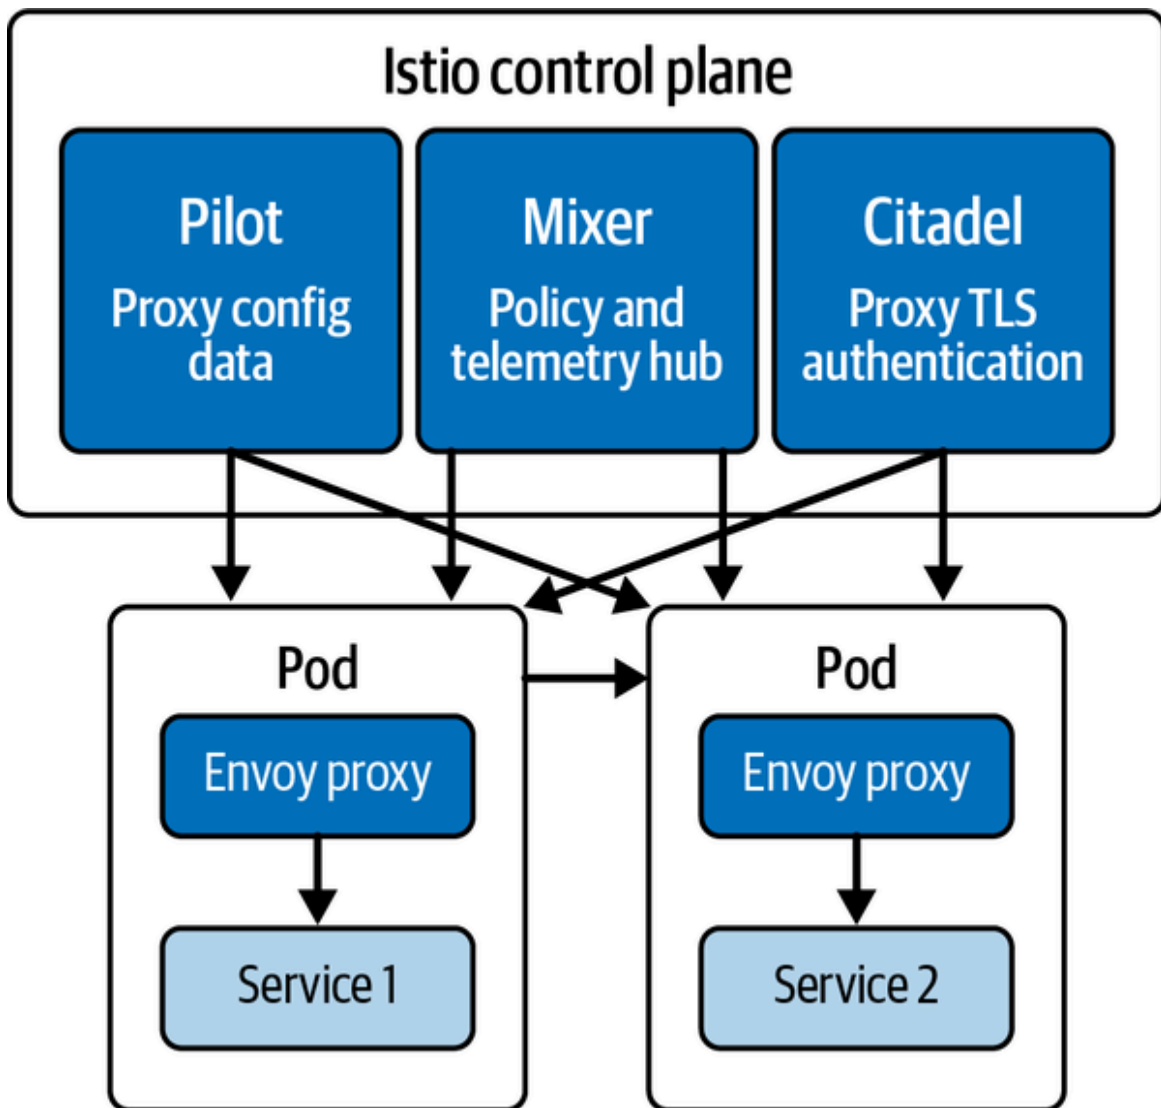 Istio control plane
Pilot
Proxy config
data
Mixer
Policy and
telemetry hub
Citadel
Proxy TLS
authentication
Pod
Envoy proxy
Service 1
Pod
Envoy proxy
Service 2